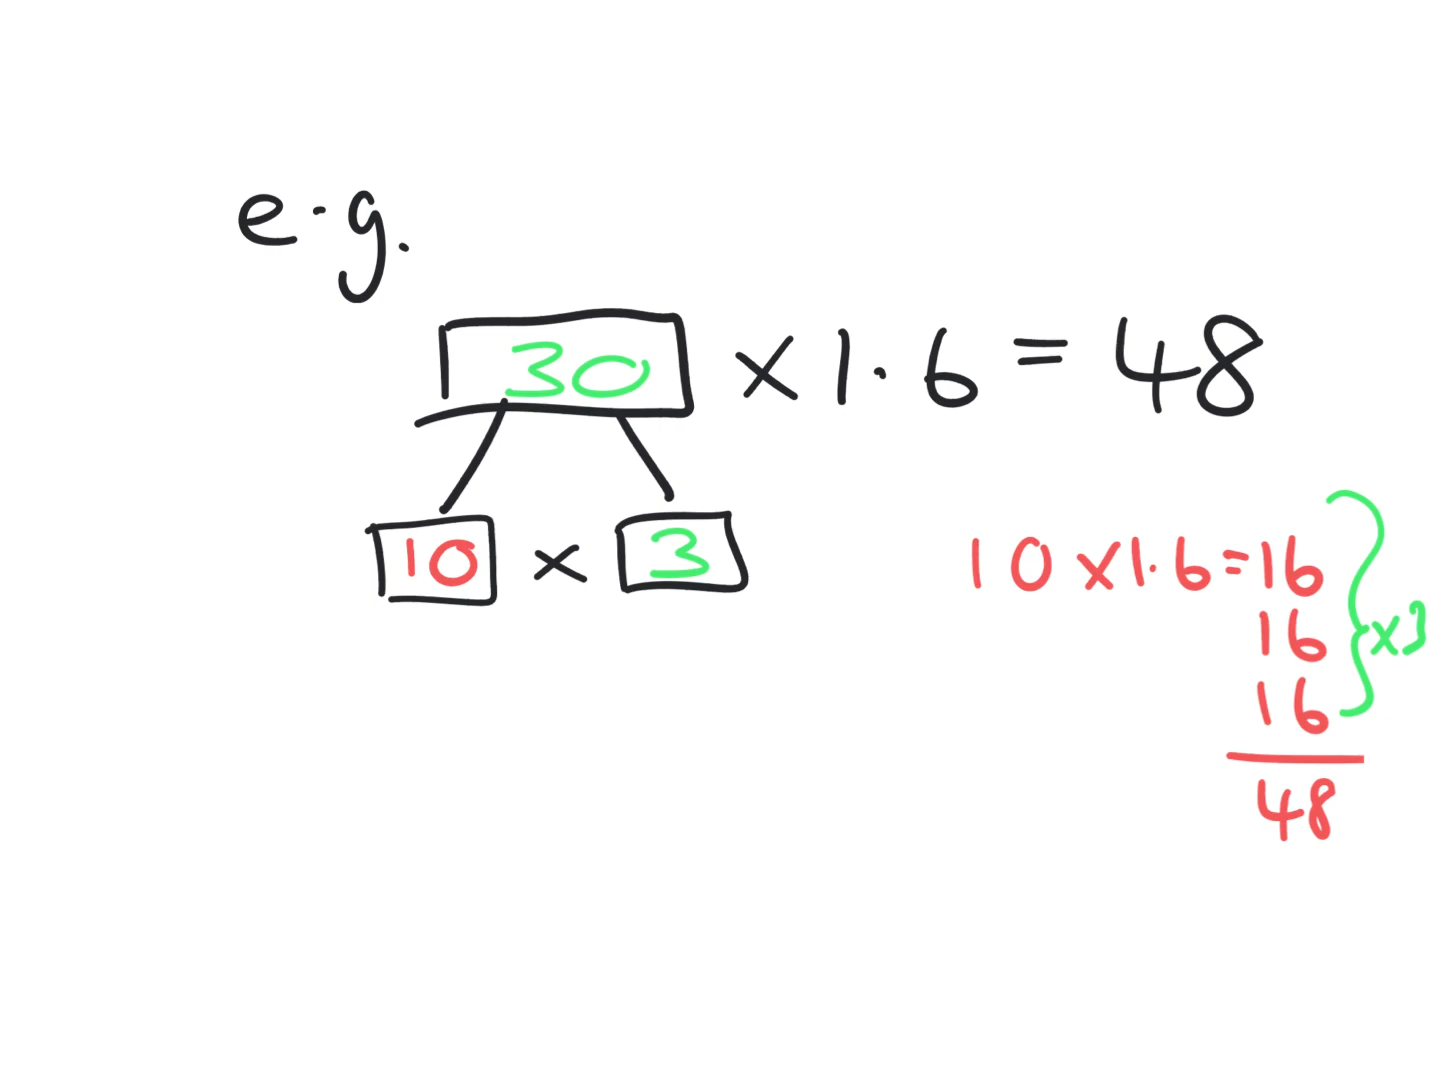 e.g.
30 × 1.6 = 48
10 × 3
10 × 1.6 = 16
16
16
×3
48